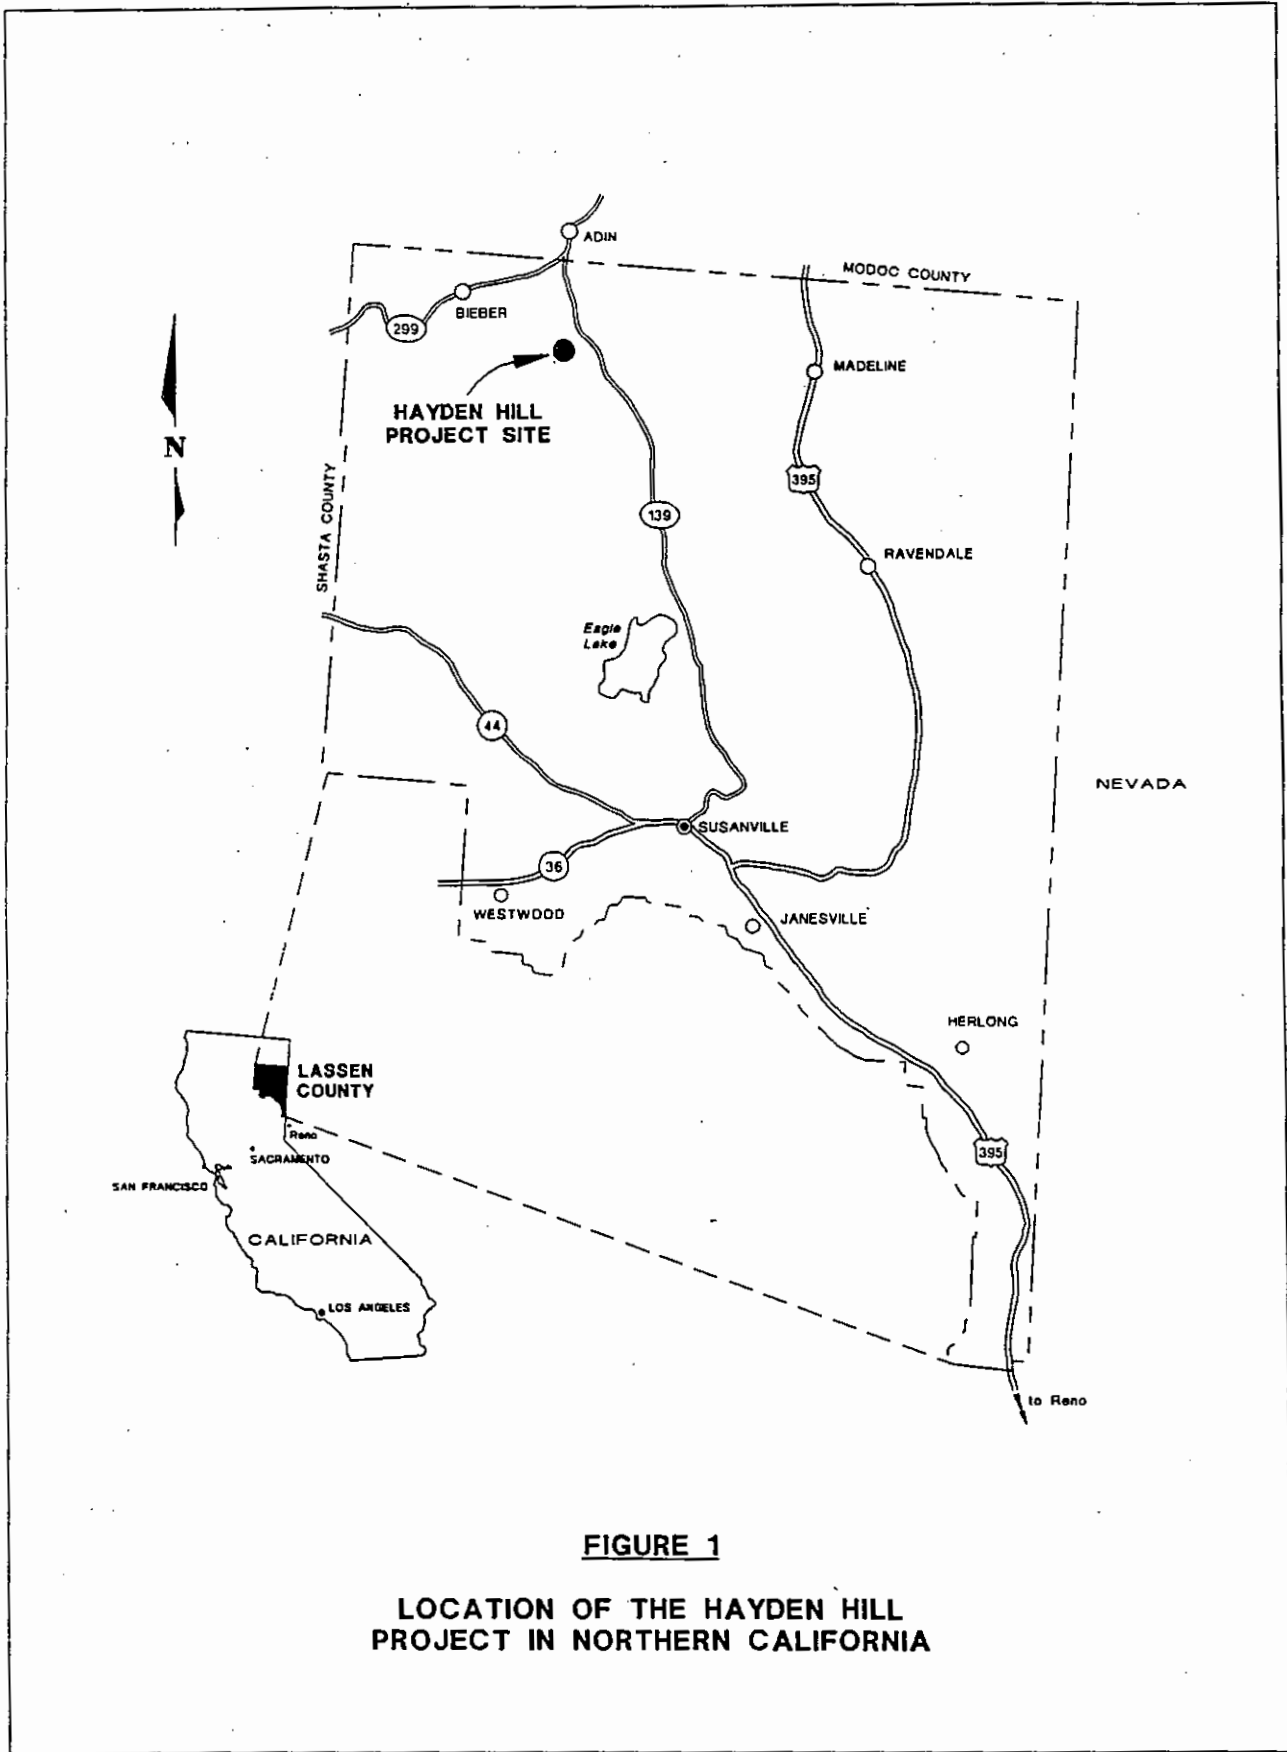 ADIN
MODOC COUNTY
BIEBER
299
MADELINE
HAYDEN HILL
PROJECT SITE
N
395
SHASTA COUNTY
139
RAVENDALE
Eagle
Lake
44
NEVADA
SUSANVILLE
36
WESTWOOD
JANESVILLE
HERLONG
LASSEN
COUNTY
Reno
SACRAMENTO
395
SAN FRANCISCO
CALIFORNIA
LOS ANGELES
to Reno
FIGURE 1
LOCATION OF THE HAYDEN HILL
PROJECT IN NORTHERN CALIFORNIA